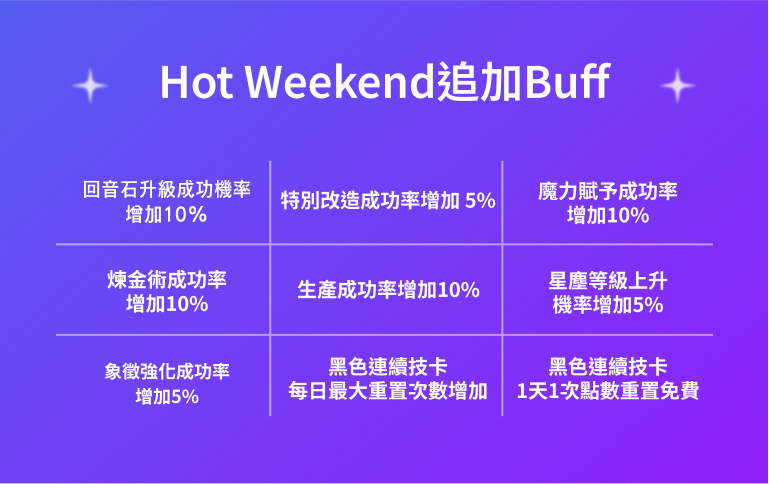 Hot Weekend追加Buff
回音石升級成功機率
增加10%
特別改造成功率增加 5%
魔力賦予成功率
增加10%
煉金術成功率
增加10%
生產成功率增加10%
星塵等級上升
機率增加5%
象徵強化成功率
增加5%
黑色連續技卡
每日最大重置次數增加
黑色連續技卡
1天1次點數重置免費